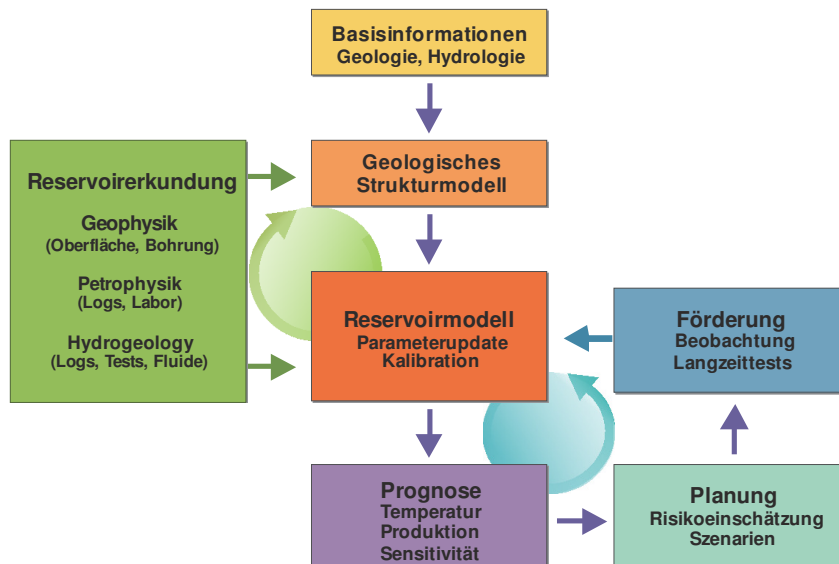 Basisinformationen
Geologie, Hydrologie
Reservoirerkundung
Geophysik
(Oberfläche, Bohrung)
Petrophysik
(Logs, Labor)
Hydrogeology
(Logs, Tests, Fluide)
Geologisches
Strukturmodell
Reservoirmodell
Parameterupdate
Kalibration
Förderung
Beobachtung
Langzeittests
Prognose
Temperatur
Produktion
Sensitivität
Planung
Risikoeinschätzung
Szenarien